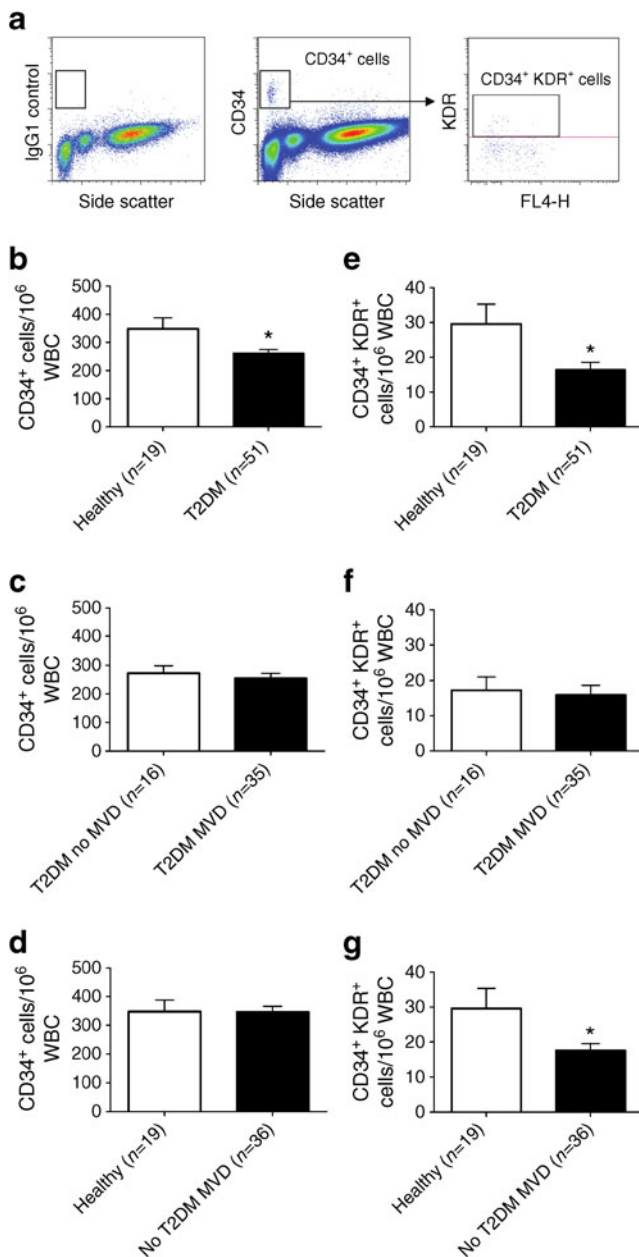 a
IgG1 control
Side scatter
CD34
CD34+ cells
Side scatter
KDR
CD34+ KDR+ cells
FL4-H
b
CD34+ cells/10^6
WBC
500
400
300
200
100
0
*
Healthy (n=19)
T2DM (n=51)
e
CD34+ KDR+
cells/10^6 WBC
40
30
20
10
0
*
Healthy (n=19)
T2DM (n=51)
c
CD34+ cells/10^6
WBC
500
400
300
200
100
0
T2DM no MVD (n=16)
T2DM MVD (n=35)
f
CD34+ KDR+
cells/10^6 WBC
40
30
20
10
0
T2DM no MVD (n=16)
T2DM MVD (n=35)
d
CD34+ cells/10^6
WBC
500
400
300
200
100
0
Healthy (n=19)
No T2DM MVD (n=36)
g
CD34+ KDR+
cells/10^6 WBC
40
30
20
10
0
*
Healthy (n=19)
No T2DM MVD (n=36)